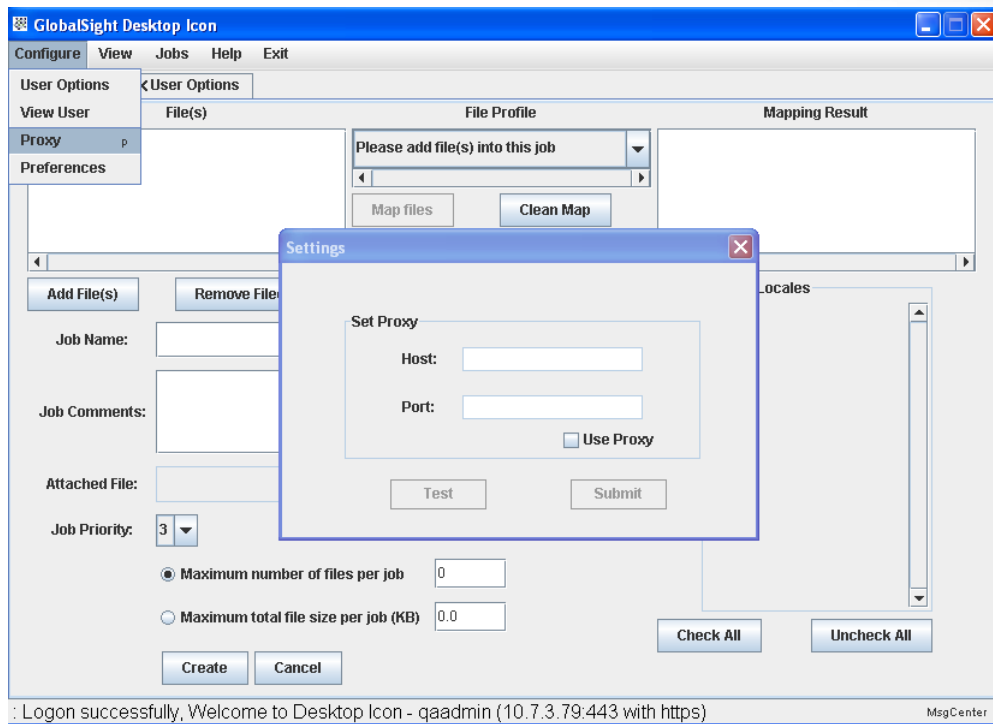 GlobalSight Desktop Icon
Configure View Jobs Help Exit
User Options
View User
Proxy p
Preferences
User Options
File(s)
File Profile
Mapping Result
Please add file(s) into this job
Map files
Clean Map
Add File(s)
Settings
Set Proxy
Host:
Port:
Use Proxy
Test
Submit
Locales
Job Name:
Job Comments:
Attached File:
Job Priority:
3
Maximum number of files per job 0
Maximum total file size per job (KB) 0.0
Check All
Uncheck All
Create
Cancel
: Logon successfully, Welcome to Desktop Icon - qaadmin (10.7.3.79:443 with https)
MsgCenter